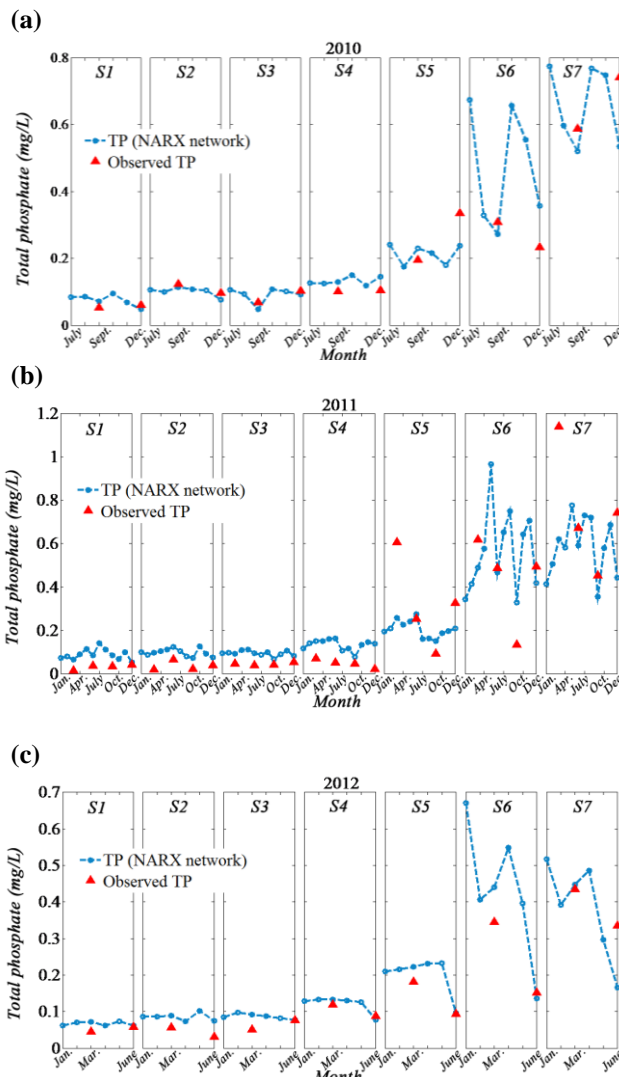 (a)
2010
S1 S2 S3 S4 S5 S6 S7
Total phosphate (mg/L)
0.8
0.6
0.4
0.2
0
TP (NARX network)
Observed TP
July Sept. Dec. July Sept. Dec. July Sept. Dec. July Sept. Dec. July Sept. Dec. July Sept. Dec. July Sept. Dec.
Month
(b)
2011
S1 S2 S3 S4 S5 S6 S7
Total phosphate (mg/L)
1.2
1
0.8
0.6
0.4
0.2
0
TP (NARX network)
Observed TP
Jan. Apr. July Oct. Dec. Jan. Apr. July Oct. Dec. Jan. Apr. July Oct. Dec. Jan. Apr. July Oct. Dec. Jan. Apr. July Oct. Dec. Jan. Apr. July Oct. Dec. Jan. Apr. July Oct. Dec.
Month
(c)
2012
S1 S2 S3 S4 S5 S6 S7
Total phosphate (mg/L)
0.7
0.6
0.5
0.4
0.3
0.2
0.1
0
TP (NARX network)
Observed TP
Jan. Mar. June Jan. Mar. June Jan. Mar. June Jan. Mar. June Jan. Mar. June Jan. Mar. June Jan. Mar. June
Month